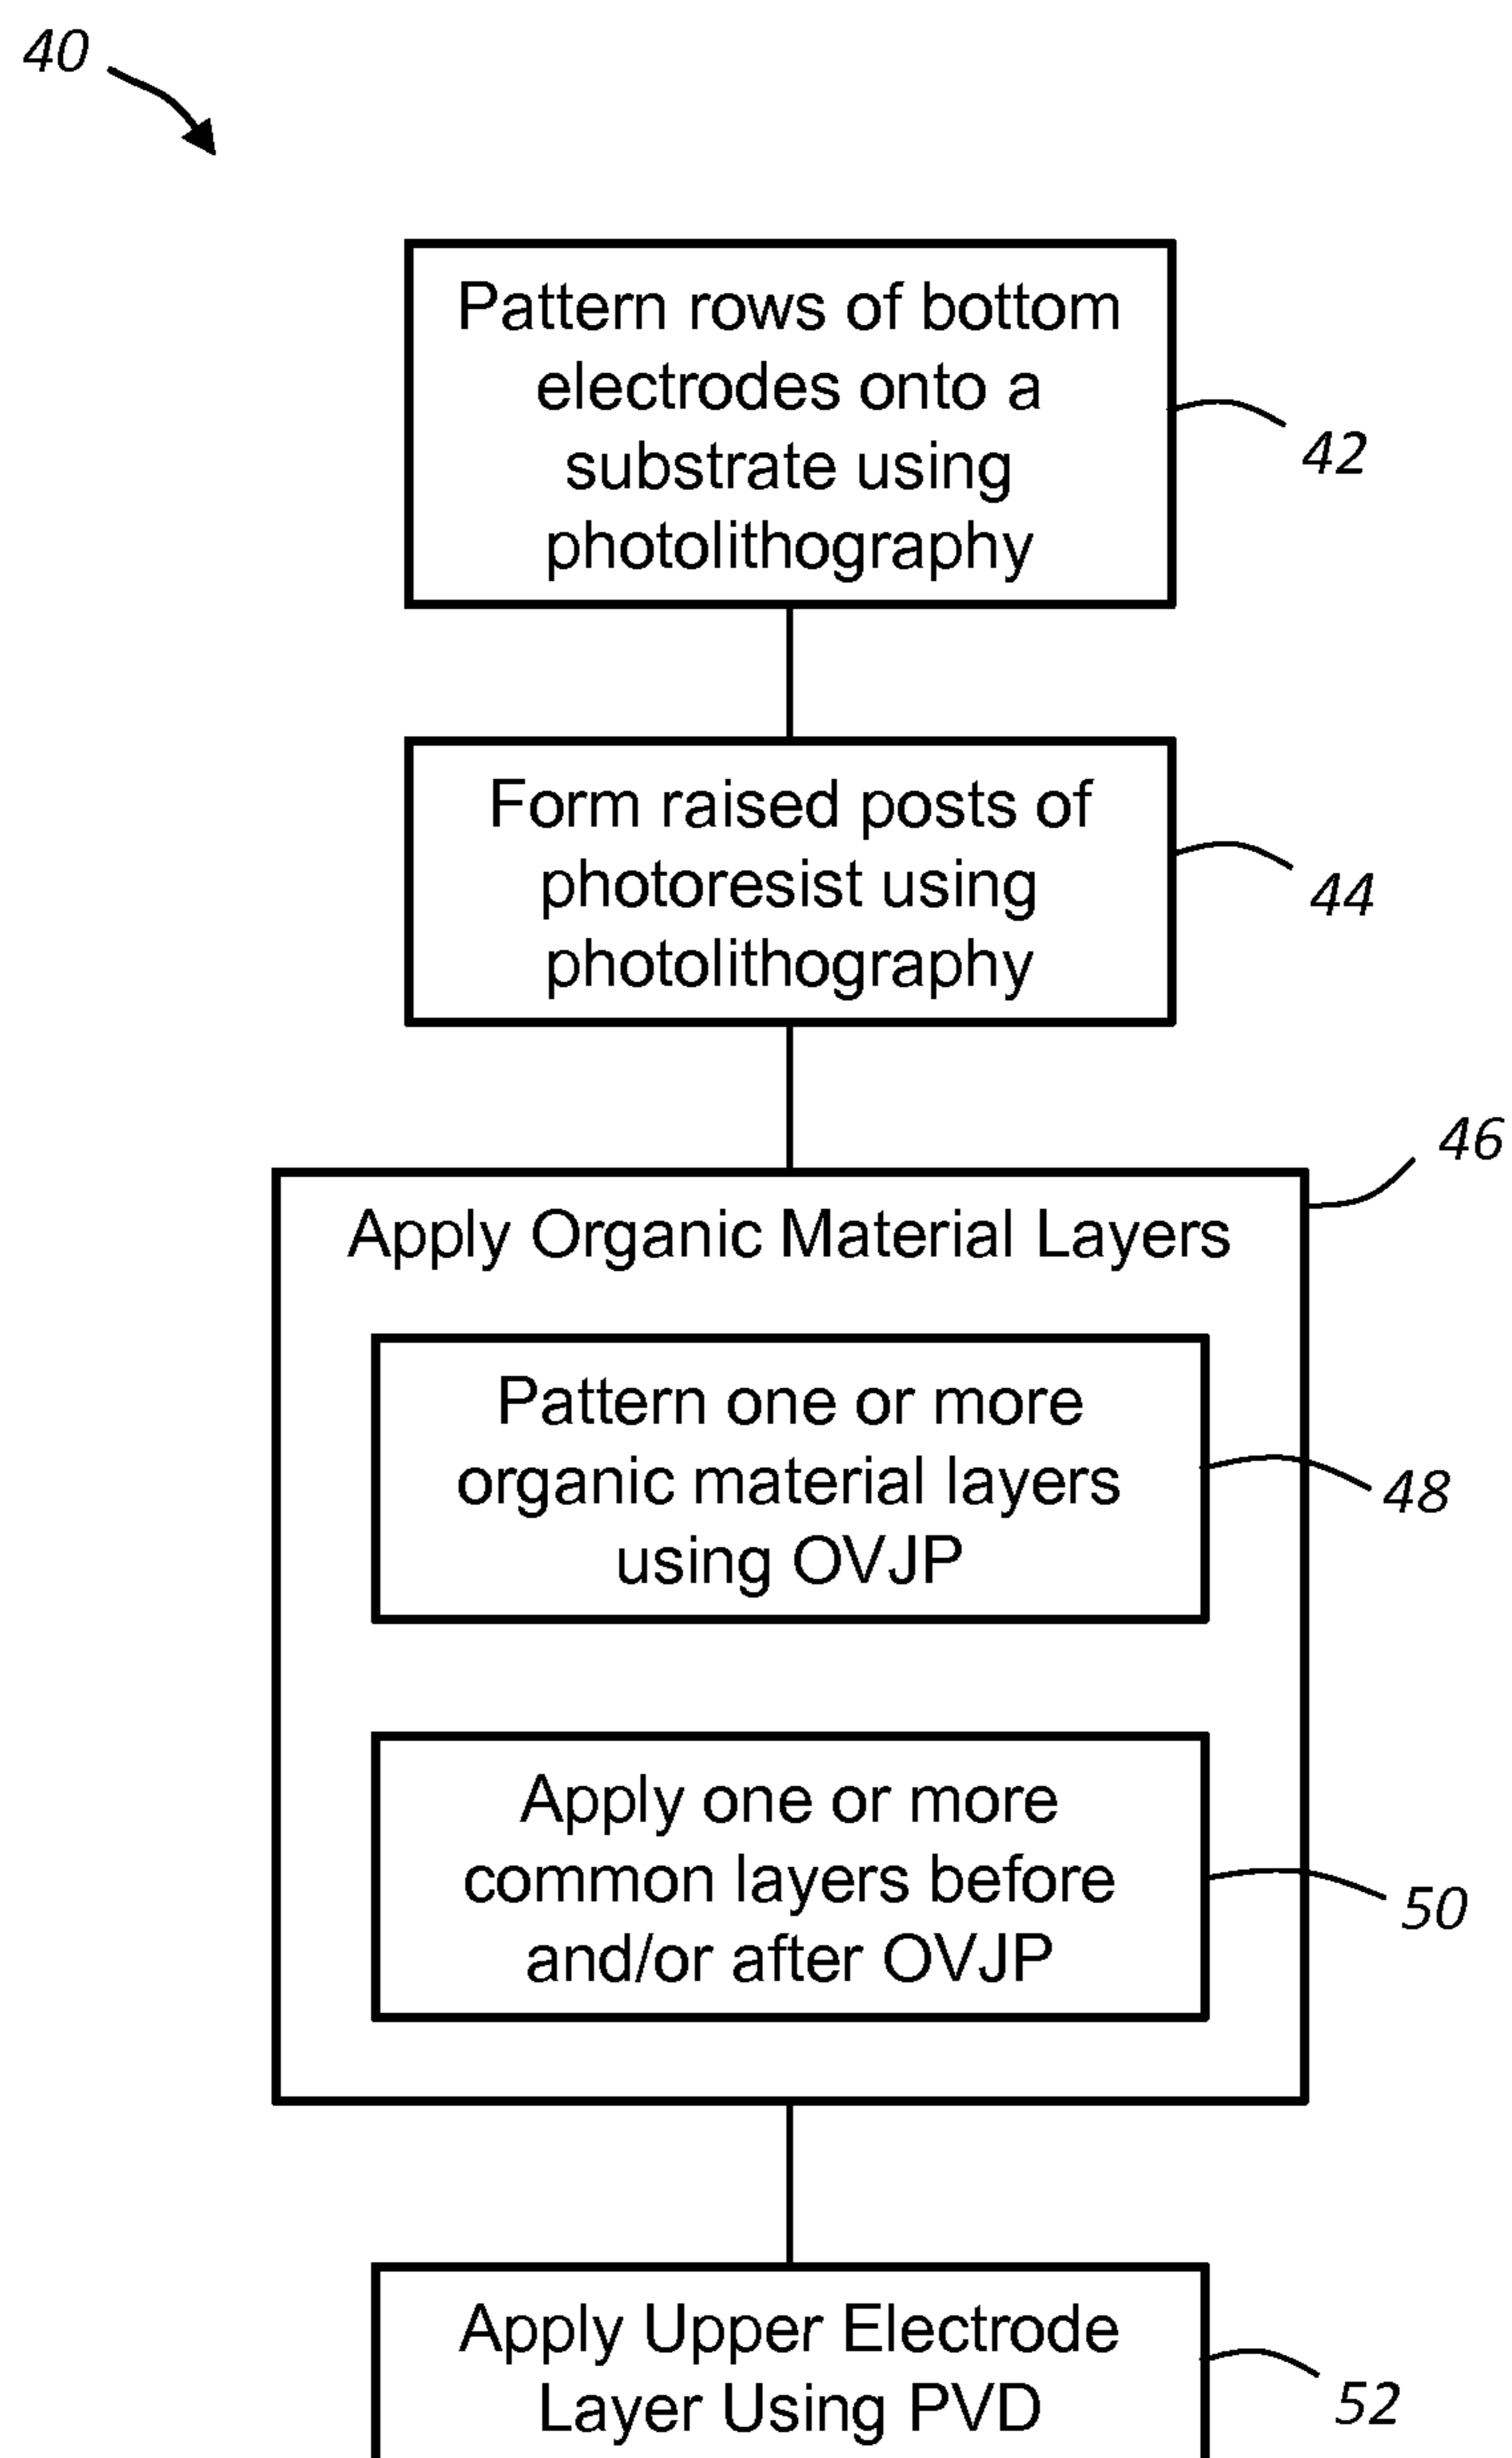 40
Pattern rows of bottom
electrodes onto a
substrate using
photolithography
42
Form raised posts of
photoresist using
photolithography
44
46
Apply Organic Material Layers
Pattern one or more
organic material layers
using OVJP
48
Apply one or more
common layers before
and/or after OVJP
50
Apply Upper Electrode
Layer Using PVD
52